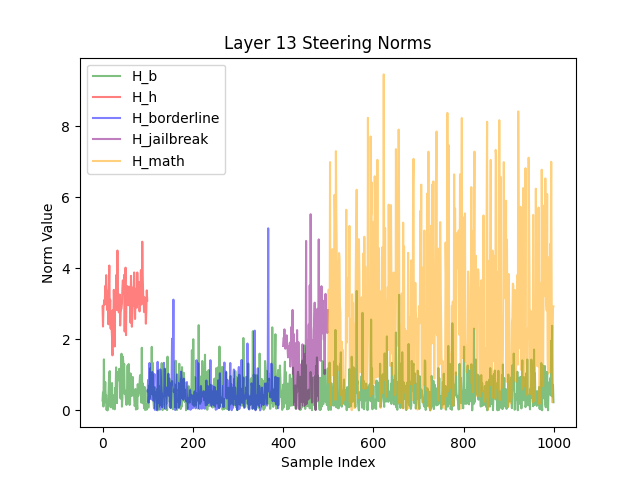 Layer 13 Steering Norms
H_b
H_h
H_borderline
H_jailbreak
H_math
Norm Value
8
6
4
2
0
0 200 400 600 800 1000
Sample Index